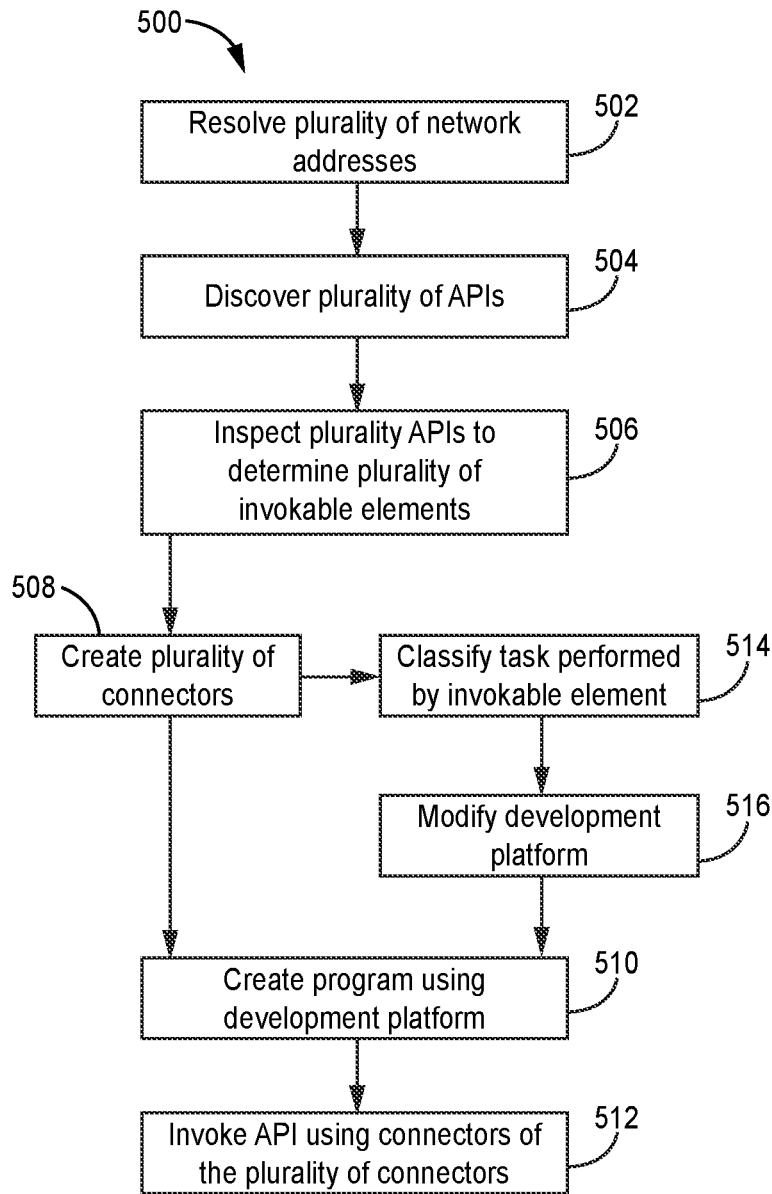 500
Resolve plurality of network
addresses
502
Discover plurality of APIs
504
Inspect plurality APIs to
determine plurality of
invokable elements
506
508
Create plurality of
connectors
Classify task performed
by invokable element
514
Modify development
platform
516
Create program using
development platform
510
Invoke API using connectors of
the plurality of connectors
512